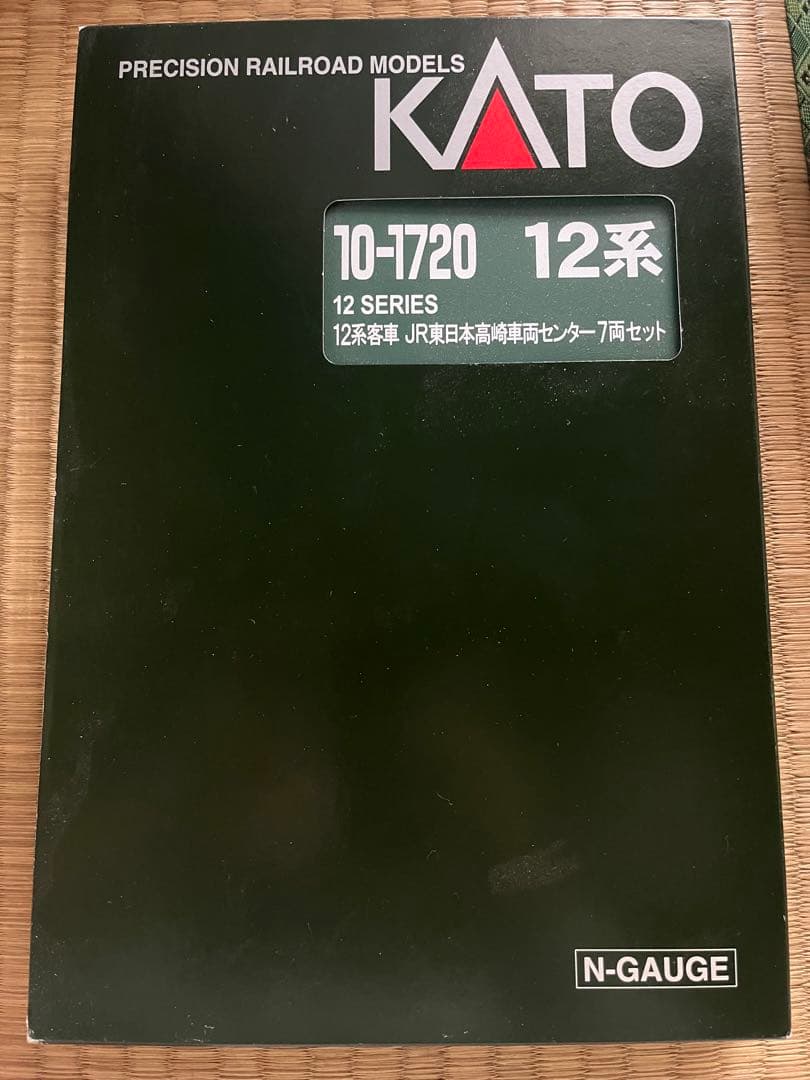 PRECISION RAILROAD MODELS
KATO
10-1720 12系
12 SERIES
12系客車 JR東日本高崎車両センター7両セット
N-GAUGE